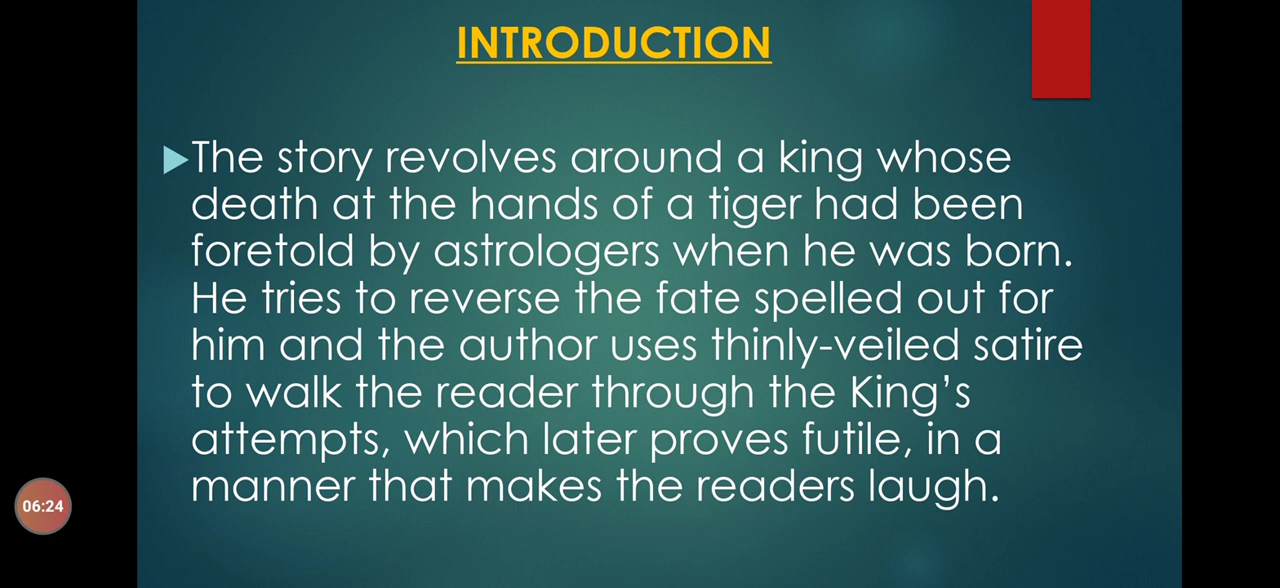 INTRODUCTION
The story revolves around a king whose
death at the hands of a tiger had been
foretold by astrologers when he was born.
He tries to reverse the fate spelled out for
him and the author uses thinly-veiled satire
to walk the reader through the King’s
attempts, which later proves futile, in a
manner that makes the readers laugh.
06:24